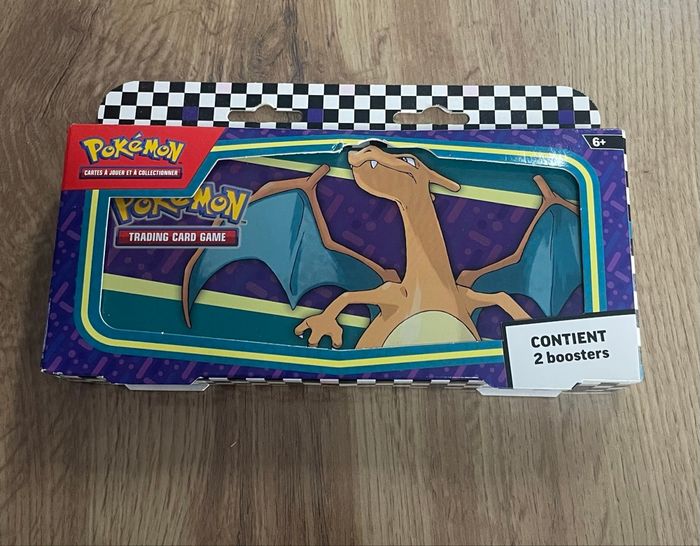 POKéMON
CARTES À JOUER ET À COLLECTIONNER
POKéMON
TRADING CARD GAME
6+
CONTIENT
2 boosters